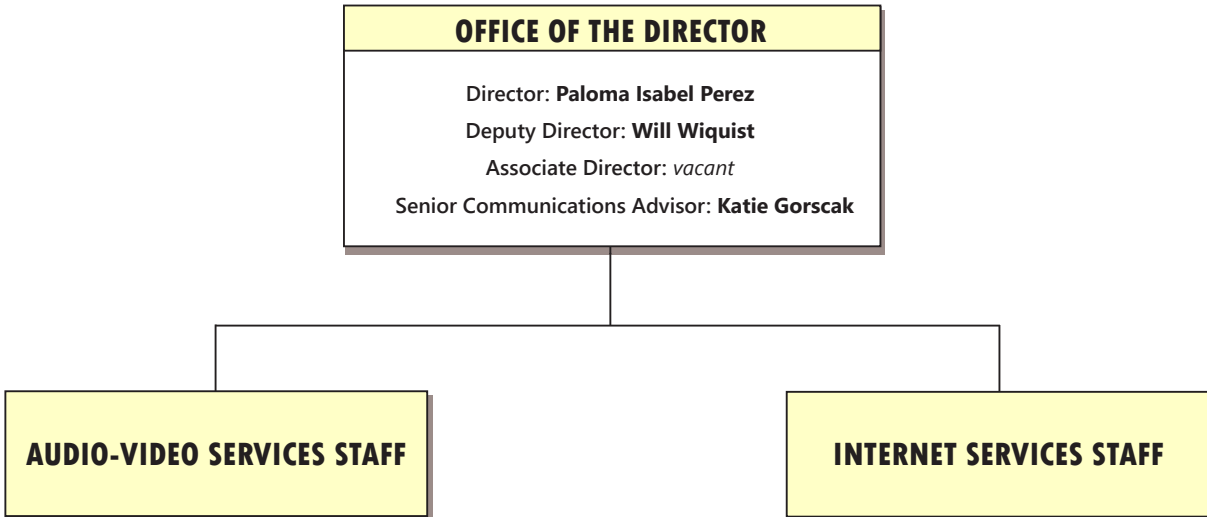 OFFICE OF THE DIRECTOR
Director: Paloma Isabel Perez
Deputy Director: Will Wiquist
Associate Director: vacant
Senior Communications Advisor: Katie Gorscak
AUDIO-VIDEO SERVICES STAFF
INTERNET SERVICES STAFF